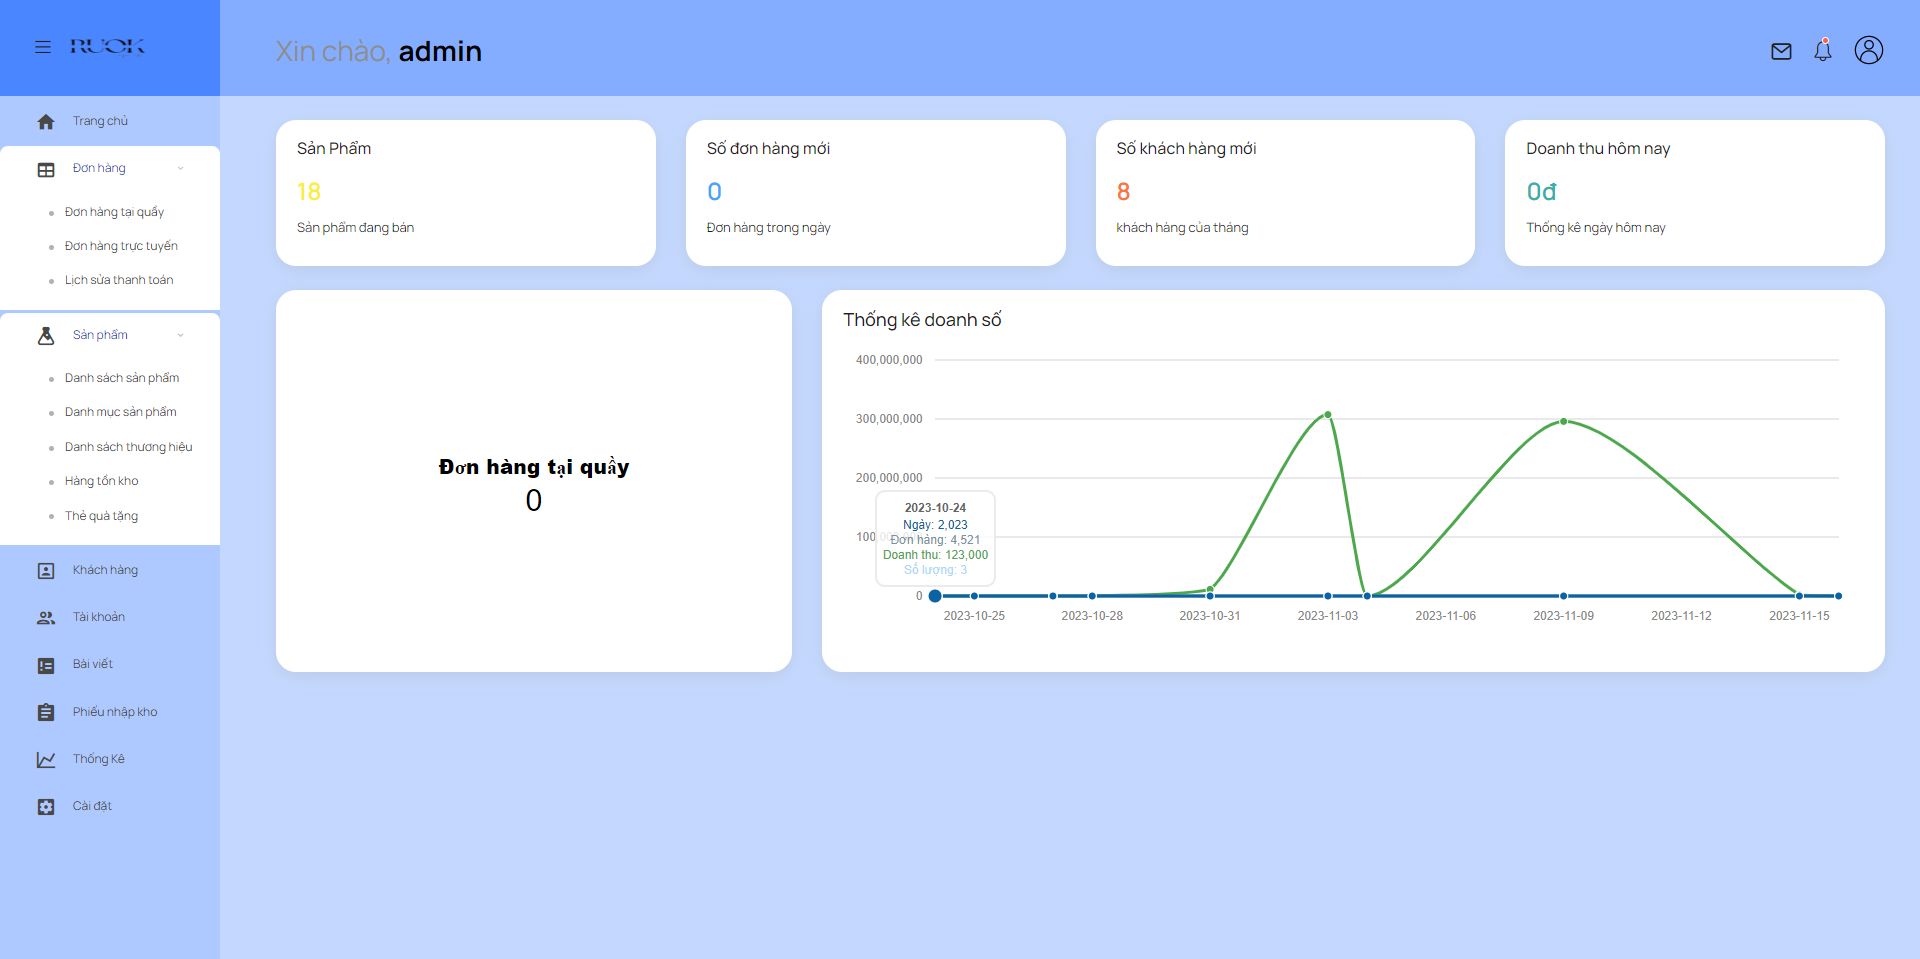 RUOK
Xin chào, admin
Trang chủ
Đơn hàng
Đơn hàng tại quầy
Đơn hàng trực tuyến
Lịch sửa thanh toán
Sản phẩm
Danh sách sản phẩm
Danh mục sản phẩm
Danh sách thương hiệu
Hàng tồn kho
Thẻ quà tặng
Khách hàng
Tài khoản
Bài viết
Phiếu nhập kho
Thống Kê
Cài đặt
Sản Phẩm
18
Sản phẩm đang bán
Số đơn hàng mới
0
Đơn hàng trong ngày
Số khách hàng mới
8
khách hàng của tháng
Doanh thu hôm nay
0đ
Thống kê ngày hôm nay
Đơn hàng tại quầy
0
Thống kê doanh số
400,000,000
300,000,000
200,000,000
100,000,000
0
2023-10-24
Ngày: 2,023
Đơn hàng: 4,521
Doanh thu: 123,000
Số lượng: 3
2023-10-25 2023-10-28 2023-10-31 2023-11-03 2023-11-06 2023-11-09 2023-11-12 2023-11-15